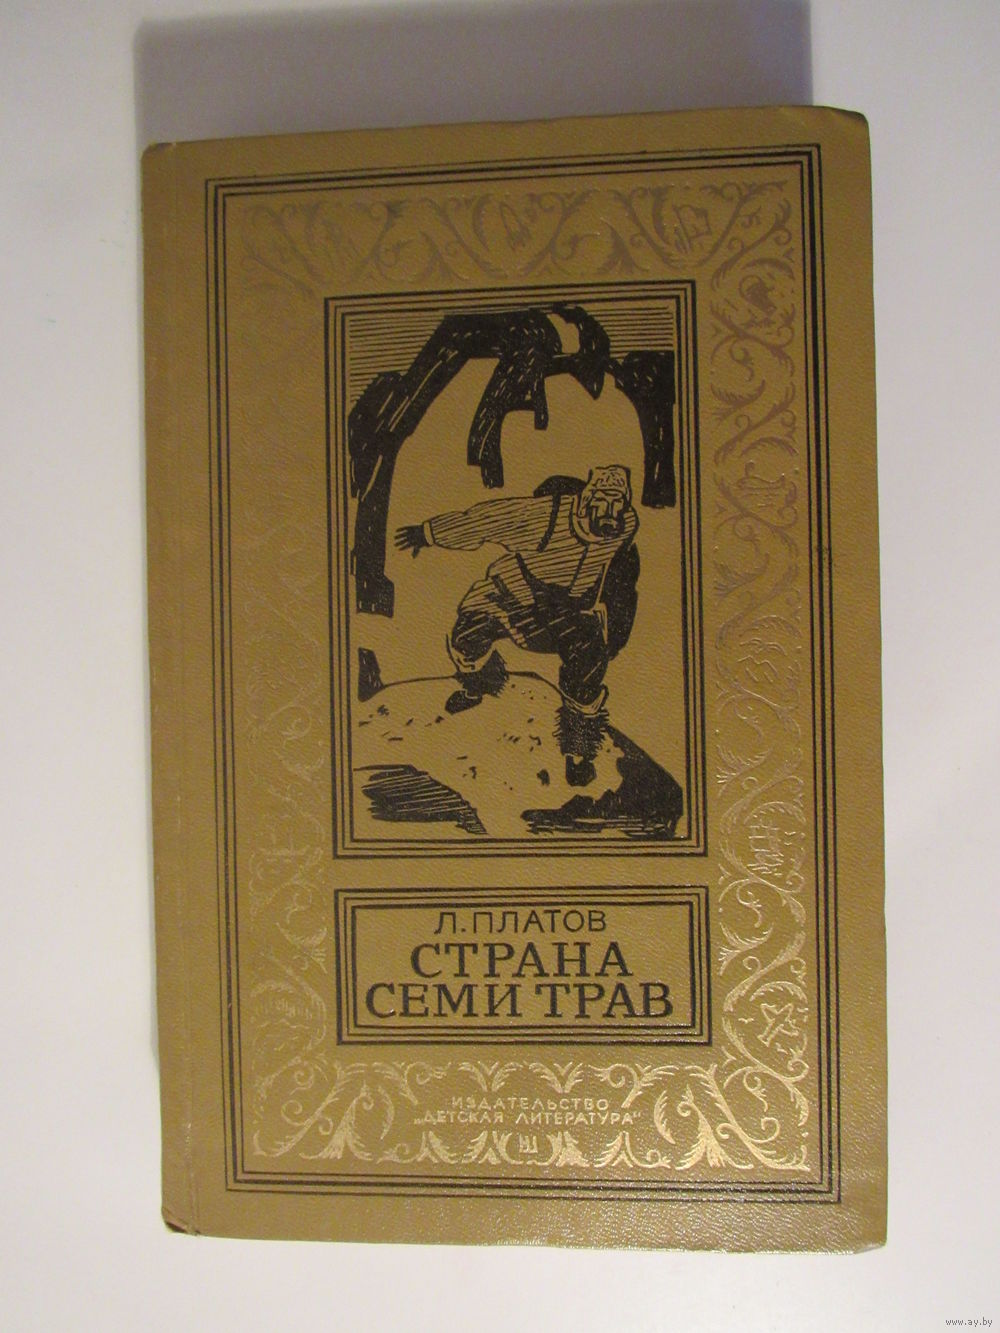 Л.ПЛАТОВ
СТРАНА
СЕМИ ТРАВ
ИЗДАТЕЛЬСТВО
„ДЕТСКАЯ ЛИТЕРАТУРА"
www.ay.by